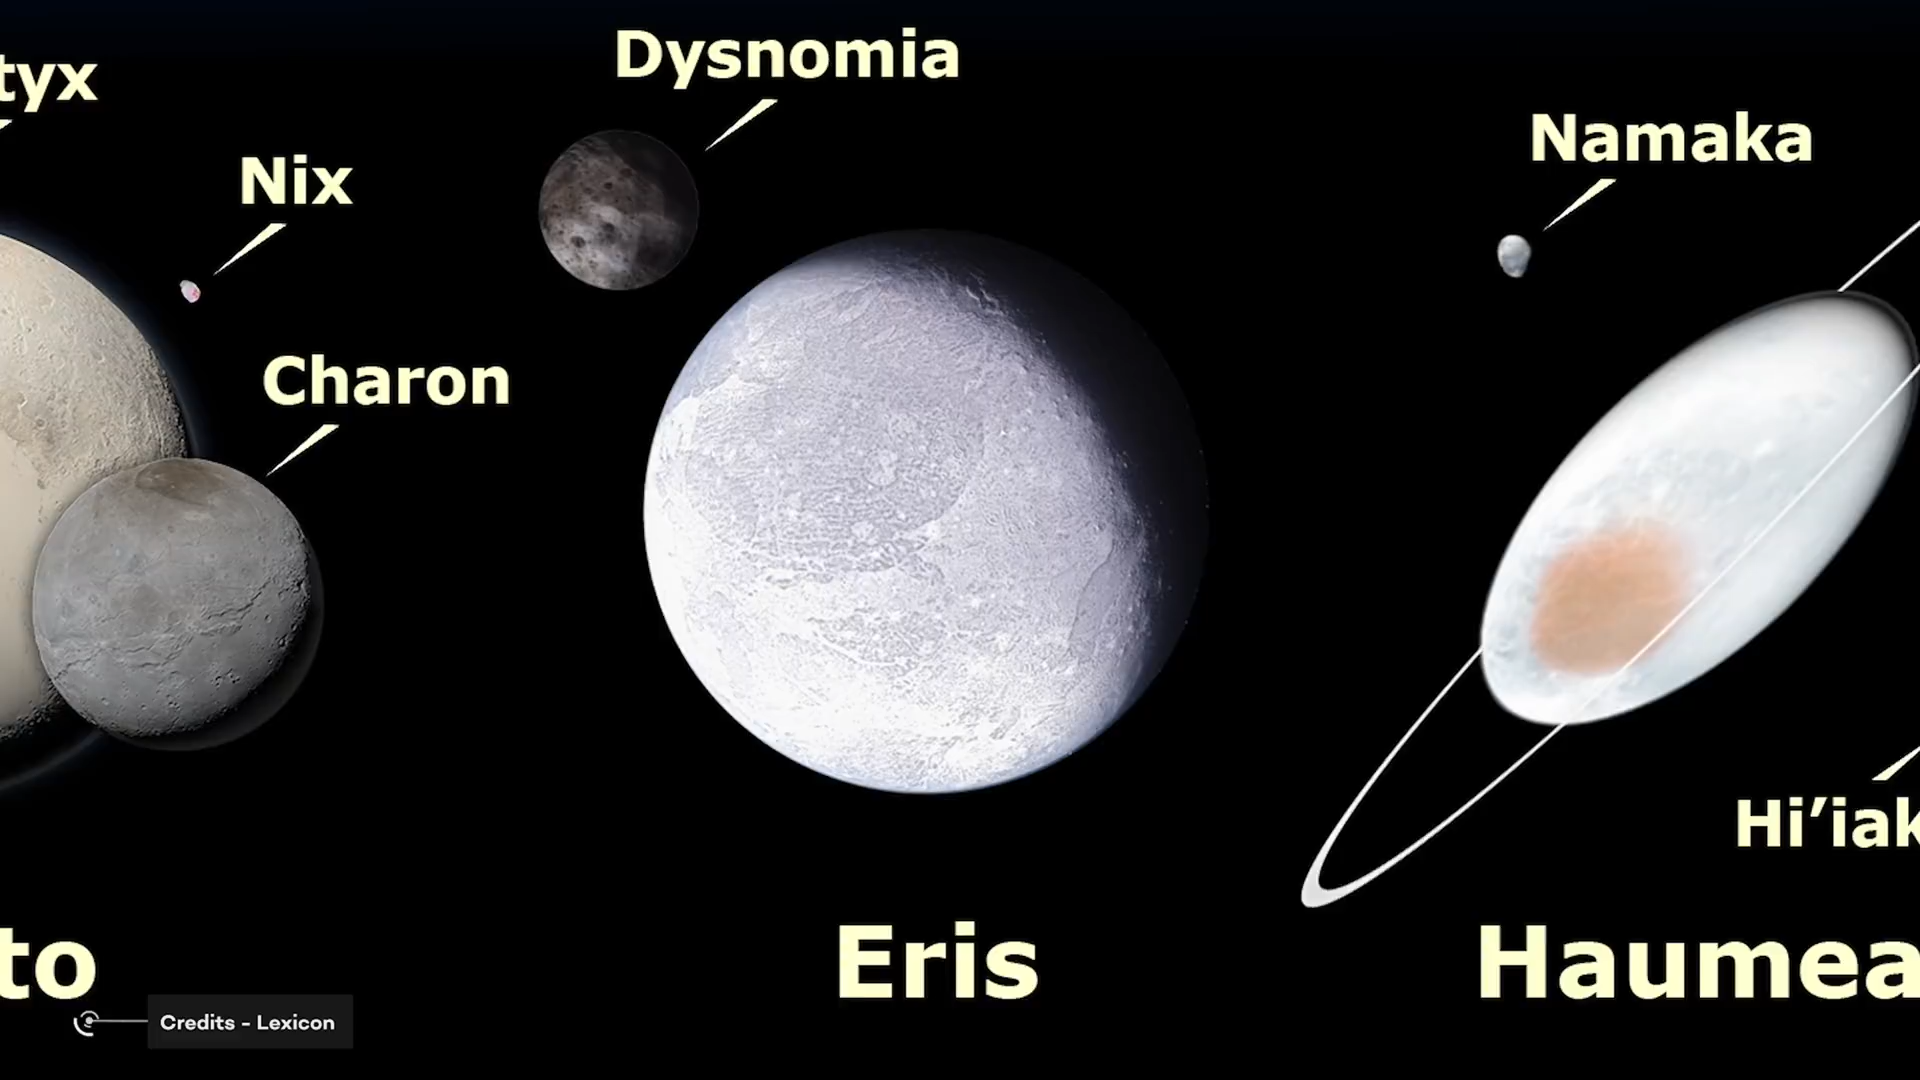 Dysnomia
tyx
Namaka
Nix
Charon
Hi’iak
to
Eris
Haumea
Credits - Lexicon